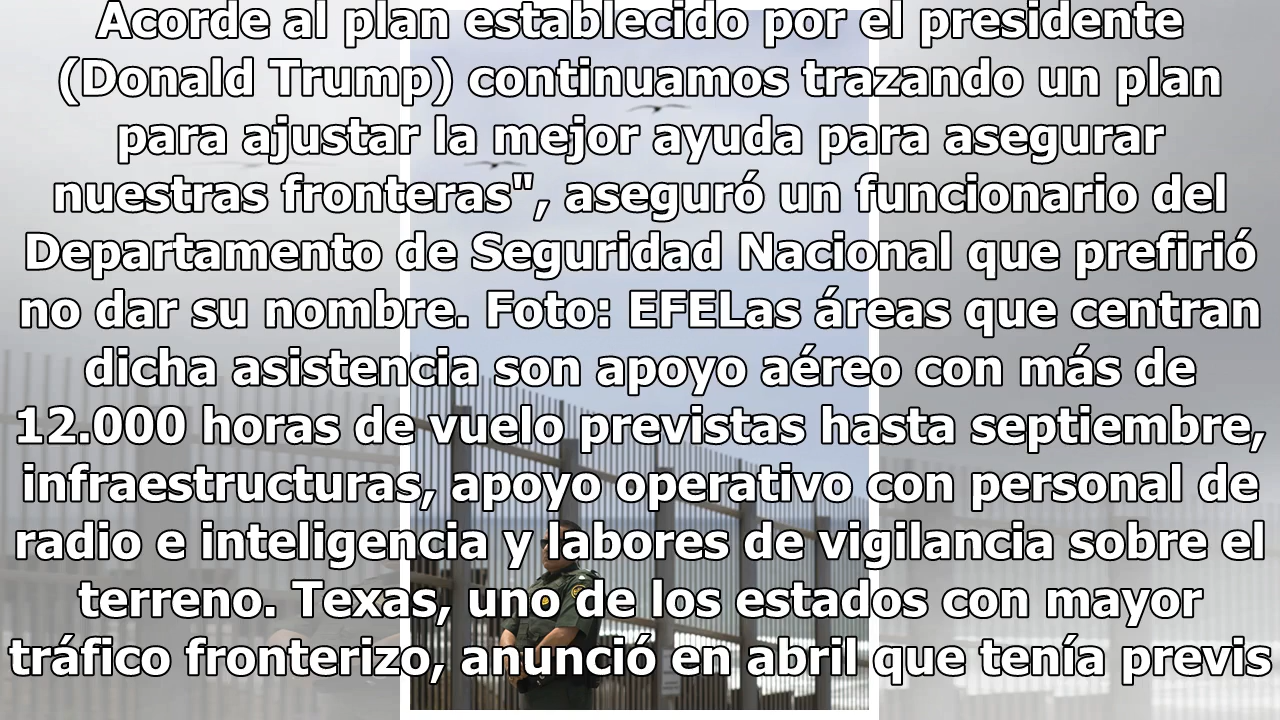 Acorde al plan establecido por el presidente
(Donald Trump) continuamos trazando un plan
para ajustar la mejor ayuda para asegurar
nuestras fronteras", aseguró un funcionario del
Departamento de Seguridad Nacional que prefirió
no dar su nombre. Foto: EFELas áreas que centran
dicha asistencia son apoyo aéreo con más de
12.000 horas de vuelo previstas hasta septiembre,
infraestructuras, apoyo operativo con personal de
radio e inteligencia y labores de vigilancia sobre el
terreno. Texas, uno de los estados con mayor
tráfico fronterizo, anunció en abril que tenía previs